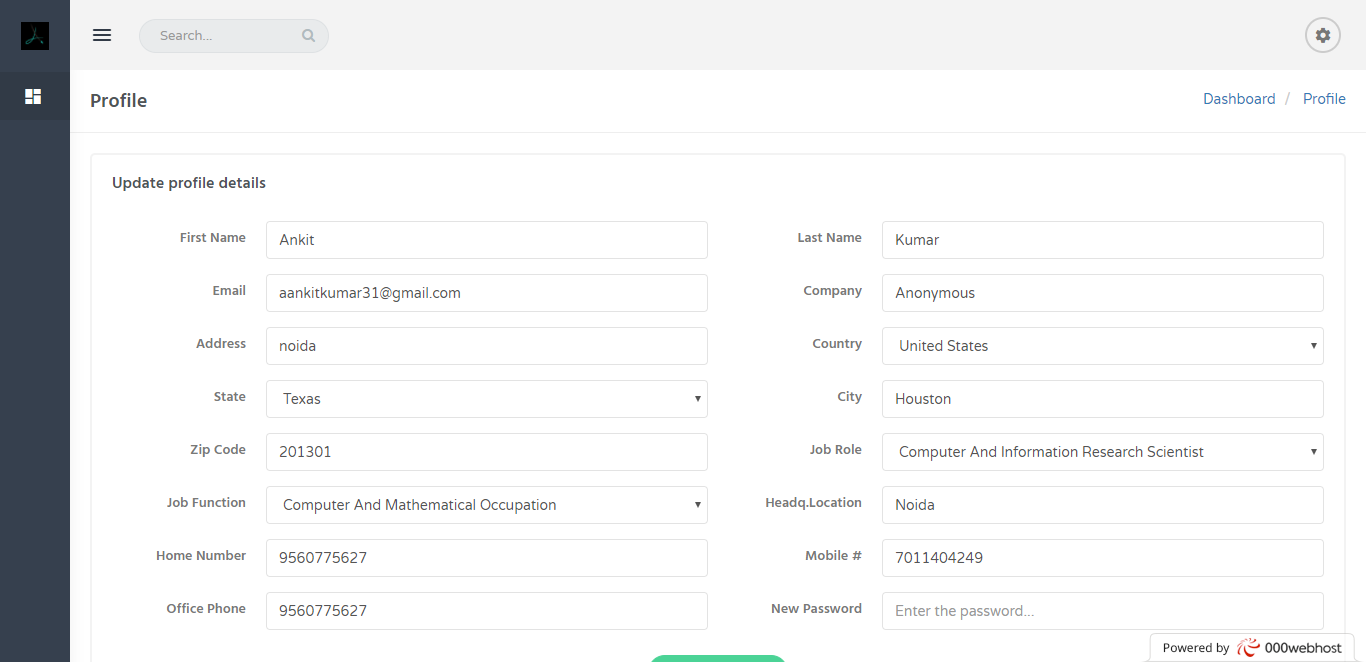 Search...
Profile
Dashboard / Profile
Update profile details
First Name Ankit Last Name Kumar
Email aankitkumar31@gmail.com Company Anonymous
Address noida Country United States
State Texas City Houston
Zip Code 201301 Job Role Computer And Information Research Scientist
Job Function Computer And Mathematical Occupation Headq.Location Noida
Home Number 9560775627 Mobile # 7011404249
Office Phone 9560775627 New Password Enter the password...
Powered by 000webhost